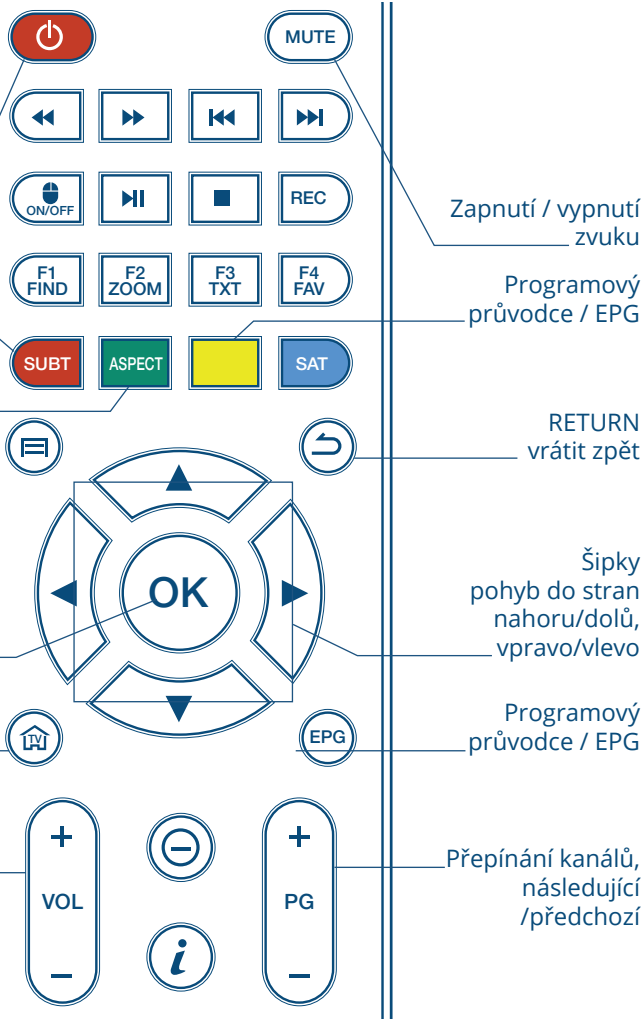 MUTE
ON/OFF
REC
F1
FIND
F2
ZOOM
F3
TXT
F4
FAV
SUBT
ASPECT
SAT
OK
TV
EPG
+
VOL
–
+
PG
–
i
Zapnutí / vypnutí
zvuku
Programový
průvodce / EPG
RETURN
vrátit zpět
Šipky
pohyb do stran
nahoru/dolů,
vpravo/vlevo
Programový
průvodce / EPG
Přepínání kanálů,
následující
/předchozí